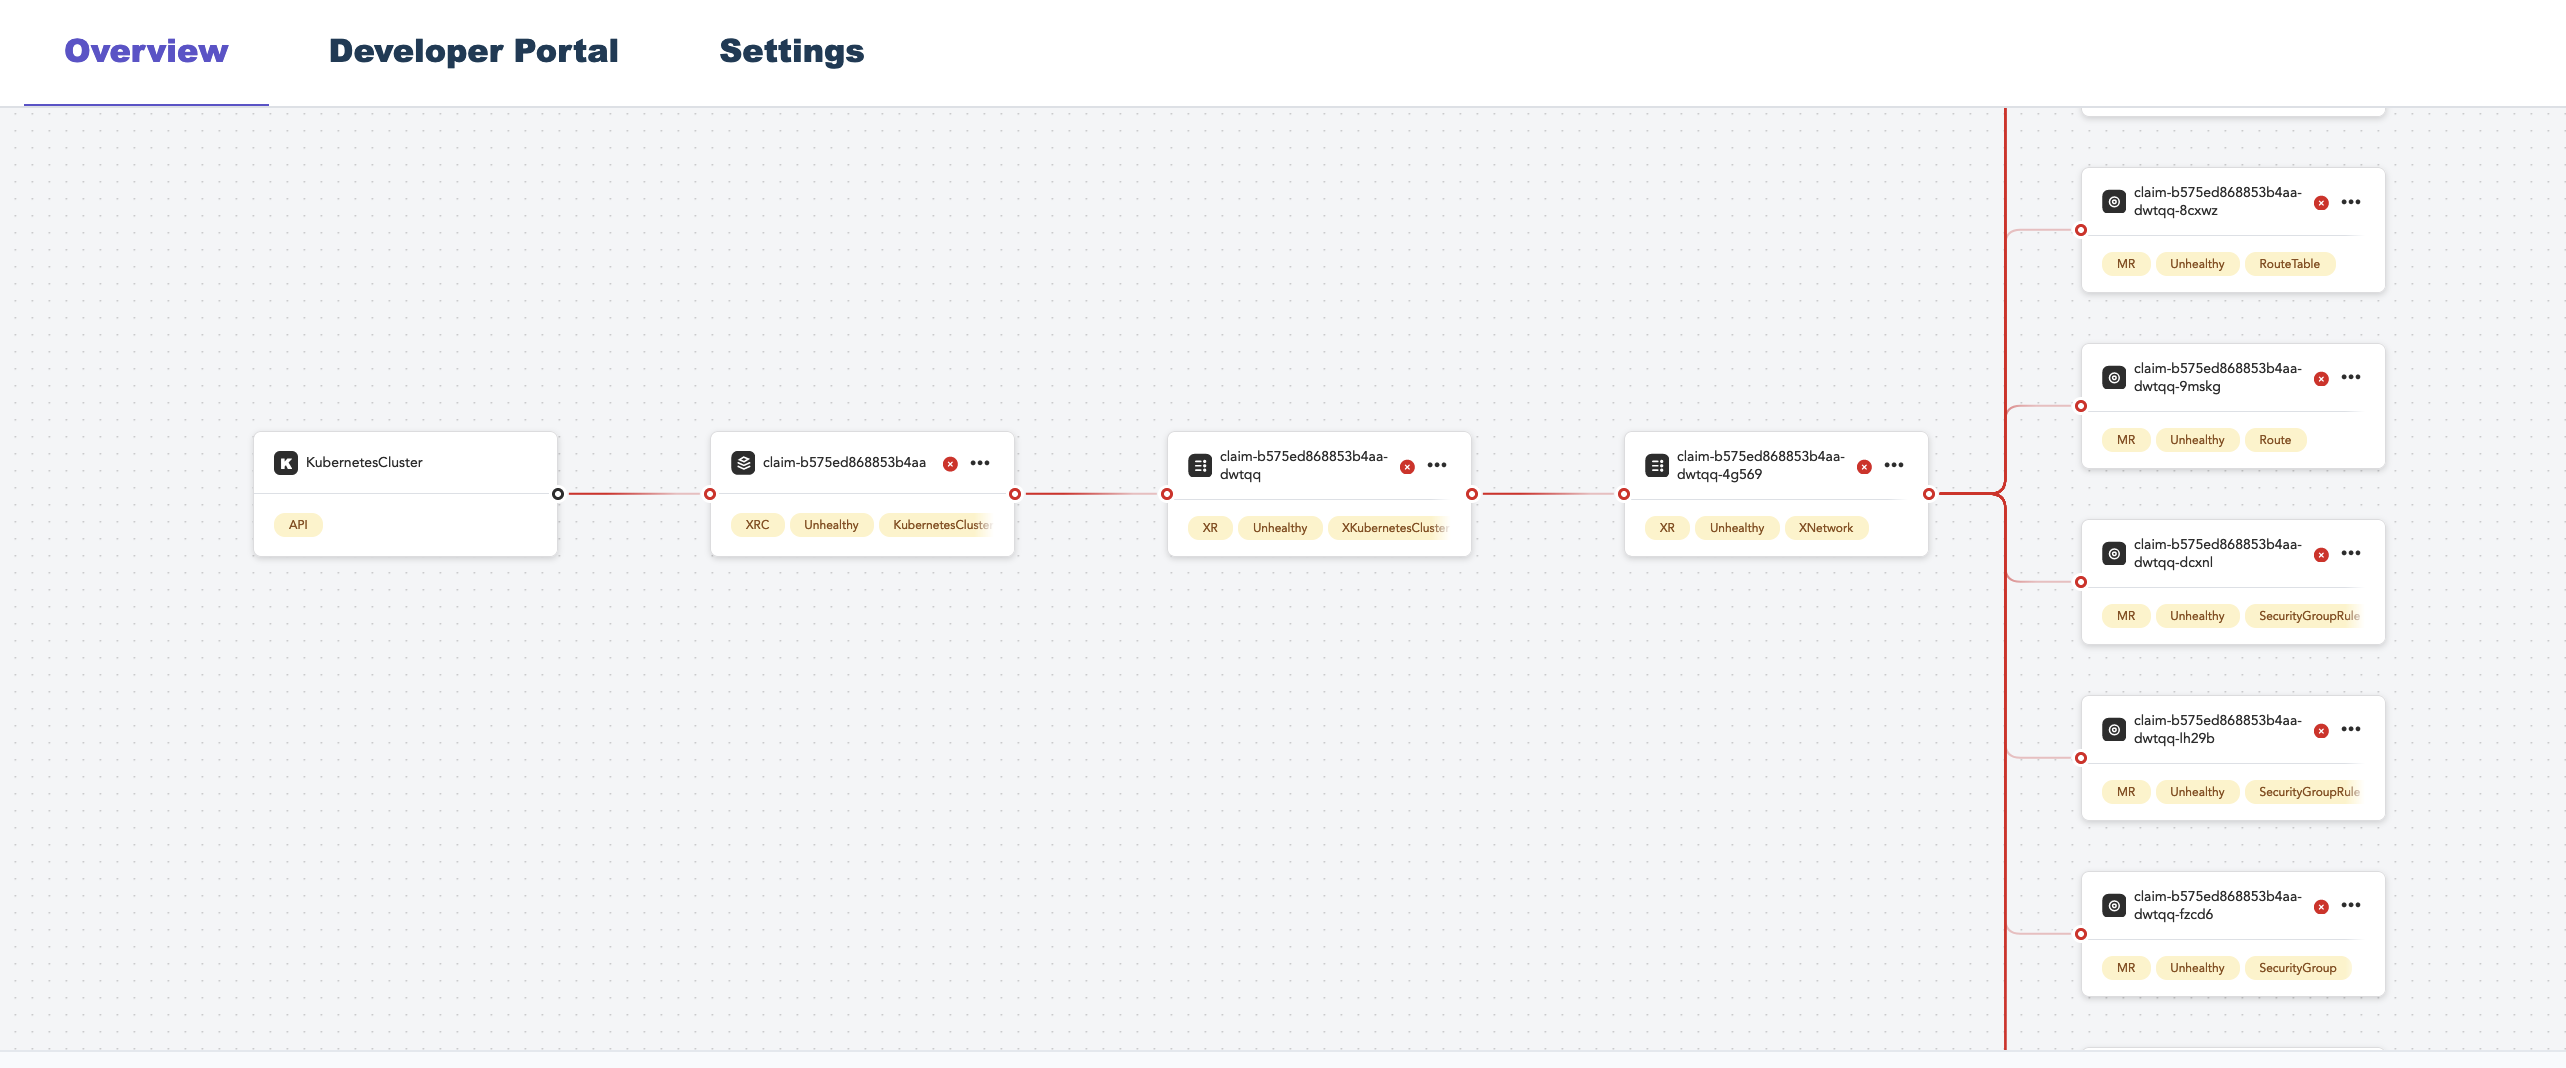 Overview
Developer Portal
Settings
KubernetesCluster
API
claim-b575ed868853b4aa
XRC
Unhealthy
KubernetesCluster
claim-b575ed868853b4aa-
dwtqq
XR
Unhealthy
XKubernetesCluster
claim-b575ed868853b4aa-
dwtqq-4g569
XR
Unhealthy
XNetwork
claim-b575ed868853b4aa-
dwtqq-8cxwz
MR
Unhealthy
RouteTable
claim-b575ed868853b4aa-
dwtqq-9mskg
MR
Unhealthy
Route
claim-b575ed868853b4aa-
dwtqq-dcxnl
MR
Unhealthy
SecurityGroupRule
claim-b575ed868853b4aa-
dwtqq-lh29b
MR
Unhealthy
SecurityGroupRule
claim-b575ed868853b4aa-
dwtqq-fzcd6
MR
Unhealthy
SecurityGroup